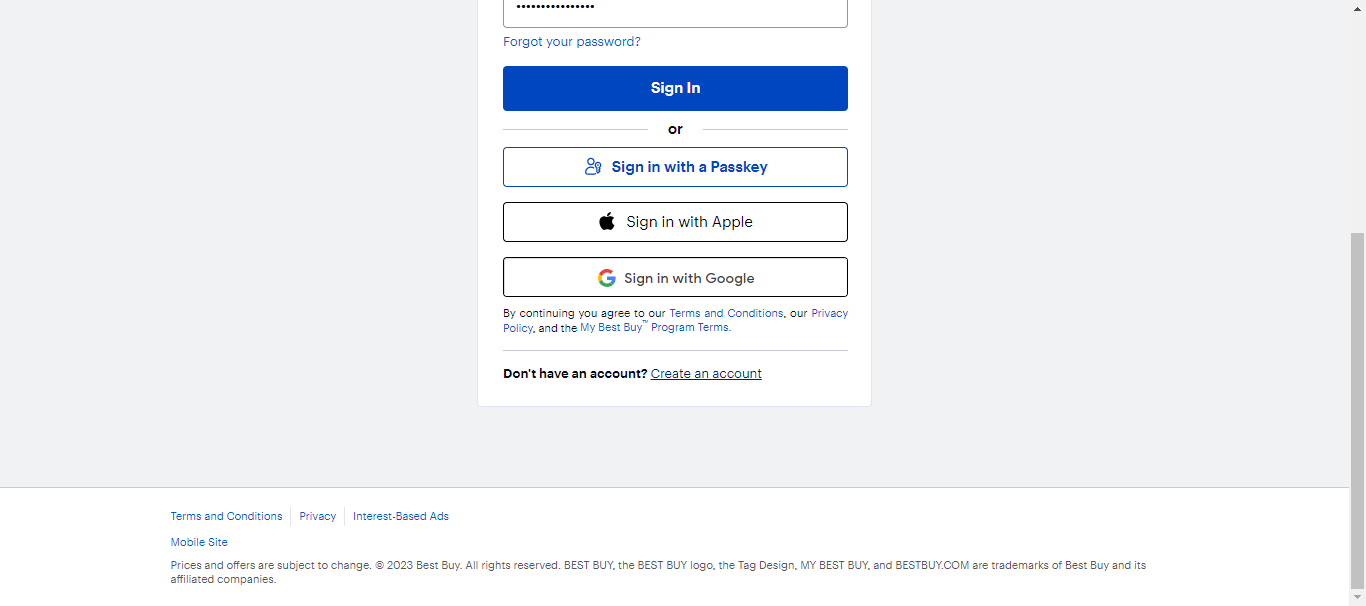 ••••••••••••••••
Forgot your password?
Sign In
or
Sign in with a Passkey
Sign in with Apple
Sign in with Google
By continuing you agree to our Terms and Conditions, our Privacy
Policy, and the My Best Buy™ Program Terms.
Don't have an account? Create an account
Terms and Conditions Privacy Interest-Based Ads
Mobile Site
Prices and offers are subject to change. © 2023 Best Buy. All rights reserved. BEST BUY, the BEST BUY logo, the Tag Design, MY BEST BUY, and BESTBUY.COM are trademarks of Best Buy and its
affiliated companies.